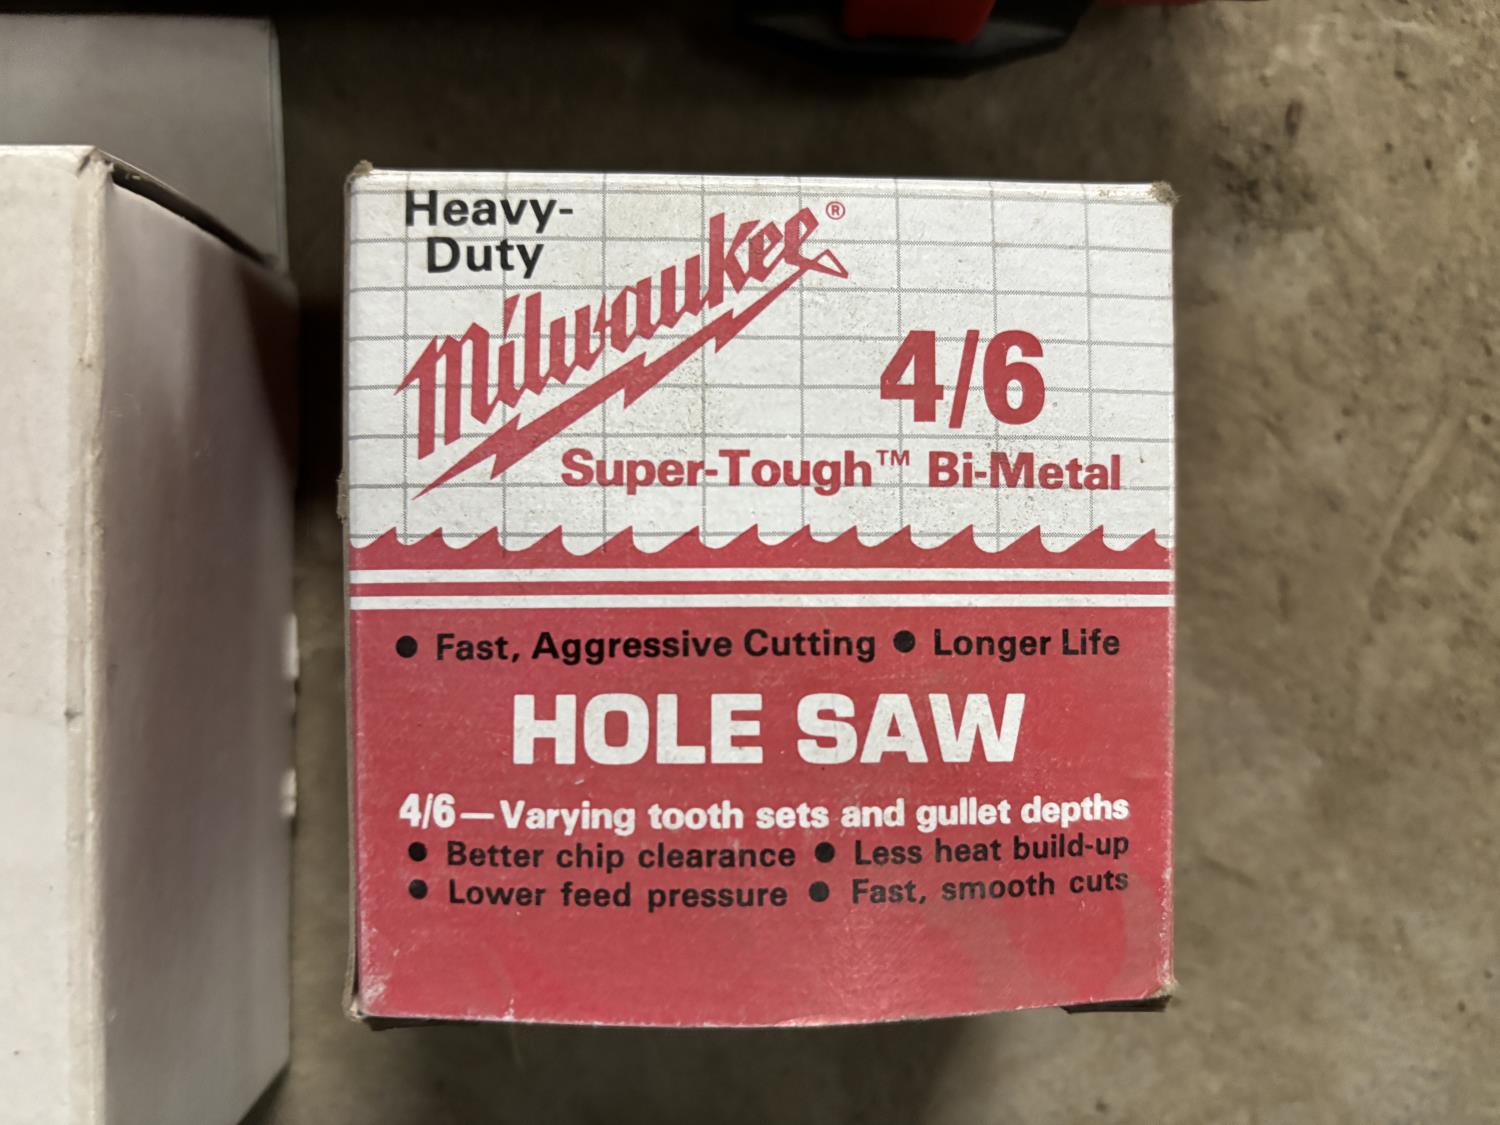 Heavy-
Duty
Milwaukee®
4/6
Super-Tough™ Bi-Metal
● Fast, Aggressive Cutting ● Longer Life
HOLE SAW
4/6—Varying tooth sets and gullet depths
● Better chip clearance ● Less heat build-up
● Lower feed pressure ● Fast, smooth cuts